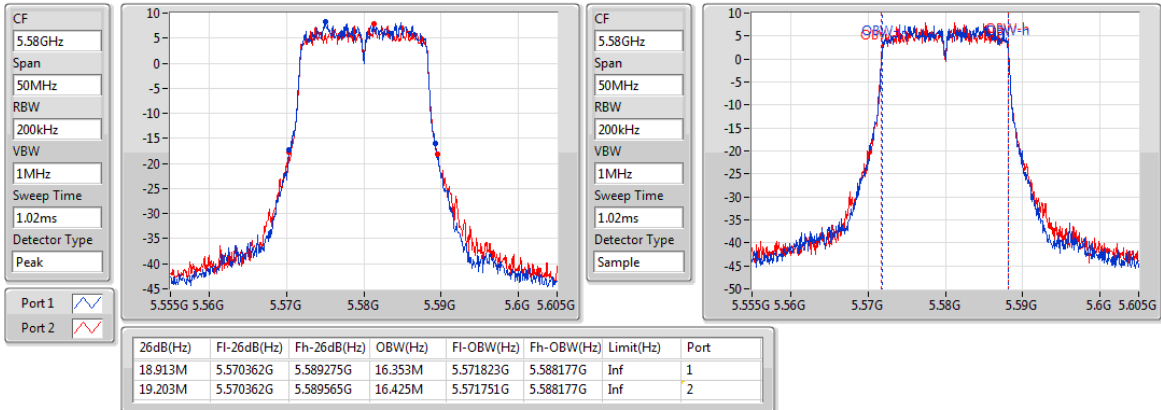 CF
5.58GHz
Span
50MHz
RBW
200kHz
VBW
1MHz
Sweep Time
1.02ms
Detector Type
Peak
Port 1
Port 2
10
5
0
-5
-10
-15
-20
-25
-30
-35
-40
-45
5.555G 5.56G 5.57G 5.58G 5.59G 5.6G 5.605G
CF
5.58GHz
Span
50MHz
RBW
200kHz
VBW
1MHz
Sweep Time
1.02ms
Detector Type
Sample
10
5
0
-5
-10
-15
-20
-25
-30
-35
-40
-45
-50
OBW-h
5.555G 5.56G 5.57G 5.58G 5.59G 5.6G 5.605G
26dB(Hz) Fl-26dB(Hz) Fh-26dB(Hz) OBW(Hz) Fl-OBW(Hz) Fh-OBW(Hz) Limit(Hz) Port
18.913M 5.570362G 5.589275G 16.353M 5.571823G 5.588177G Inf 1
19.203M 5.570362G 5.589565G 16.425M 5.571751G 5.588177G Inf 2